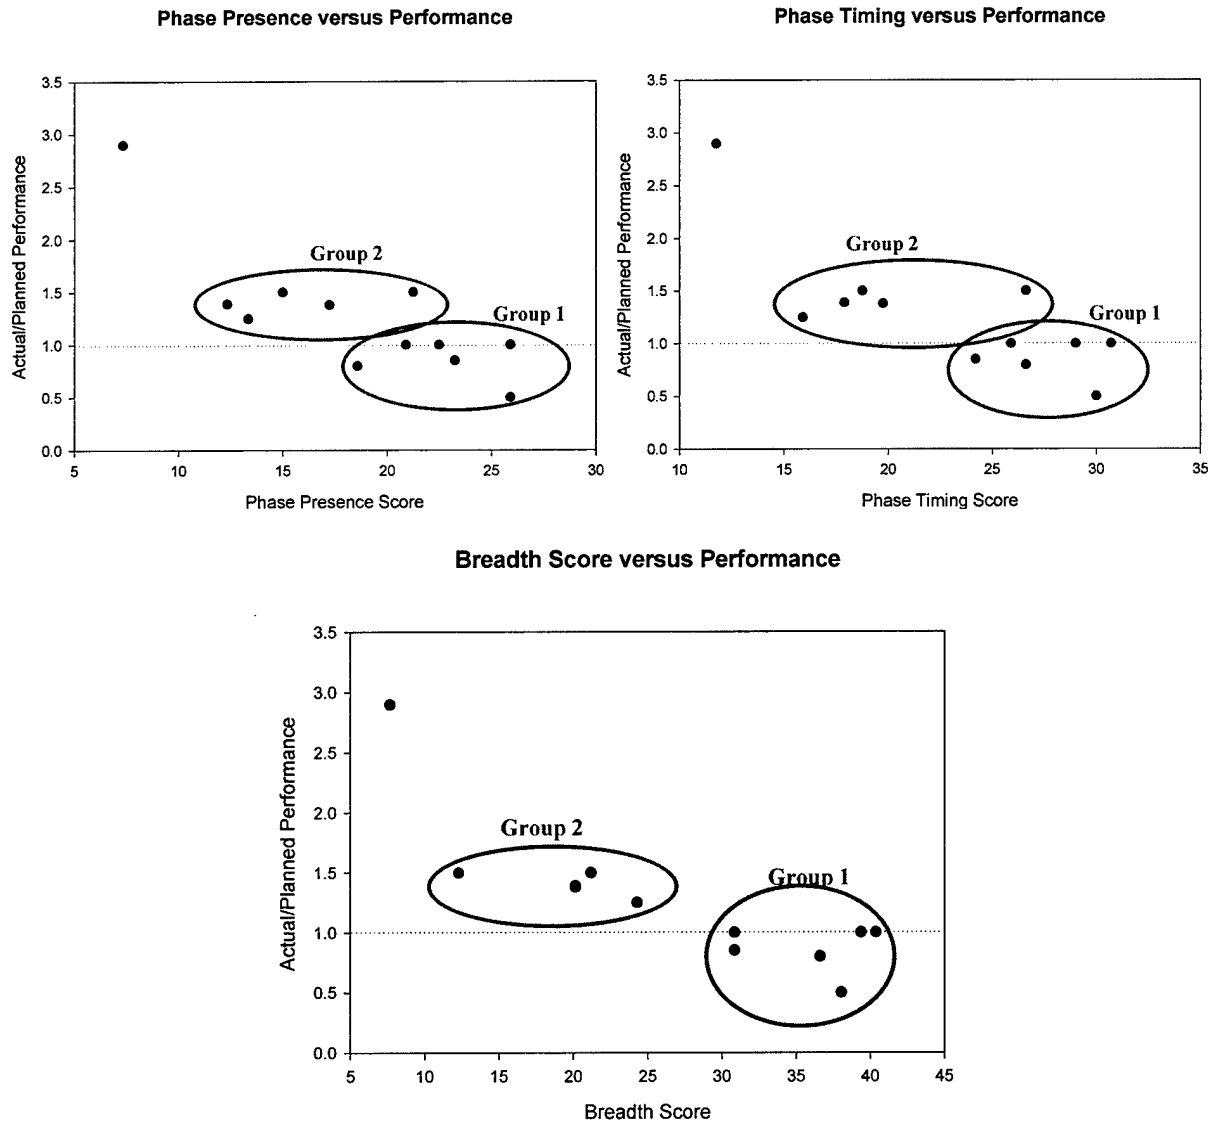 Phase Presence versus Performance
3.5
3.0
2.5
2.0
1.5
1.0
0.5
0.0
Actual/Planned Performance
Group 2
Group 1
5 10 15 20 25 30
Phase Presence Score
Phase Timing versus Performance
3.5
3.0
2.5
2.0
1.5
1.0
0.5
0.0
Actual/Planned Performance
Group 2
Group 1
10 15 20 25 30 35
Phase Timing Score
Breadth Score versus Performance
3.5
3.0
2.5
2.0
1.5
1.0
0.5
0.0
Actual/Planned Performance
Group 2
Group 1
5 10 15 20 25 30 35 40 45
Breadth Score